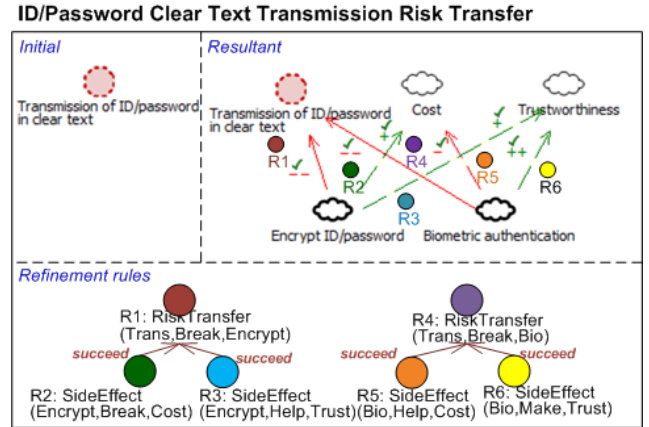 ID/Password Clear Text Transmission Risk Transfer
Initial
Resultant
Transmission of ID/password
in clear text
Transmission of ID/password
in clear text
Cost
Trustworthiness
R1
R2
R3
R4
R5
R6
✓
--
✓
--
✓
+
✓
-
✓
+
✓
++
Encrypt ID/password
Biometric authentication
Refinement rules
R1: RiskTransfer
(Trans,Break,Encrypt)
R4: RiskTransfer
(Trans,Break,Bio)
succeed
succeed
succeed
succeed
R2: SideEffect
(Encrypt,Break,Cost)
R3: SideEffect
(Encrypt,Help,Trust)
R5: SideEffect
(Bio,Help,Cost)
R6: SideEffect
(Bio,Make,Trust)